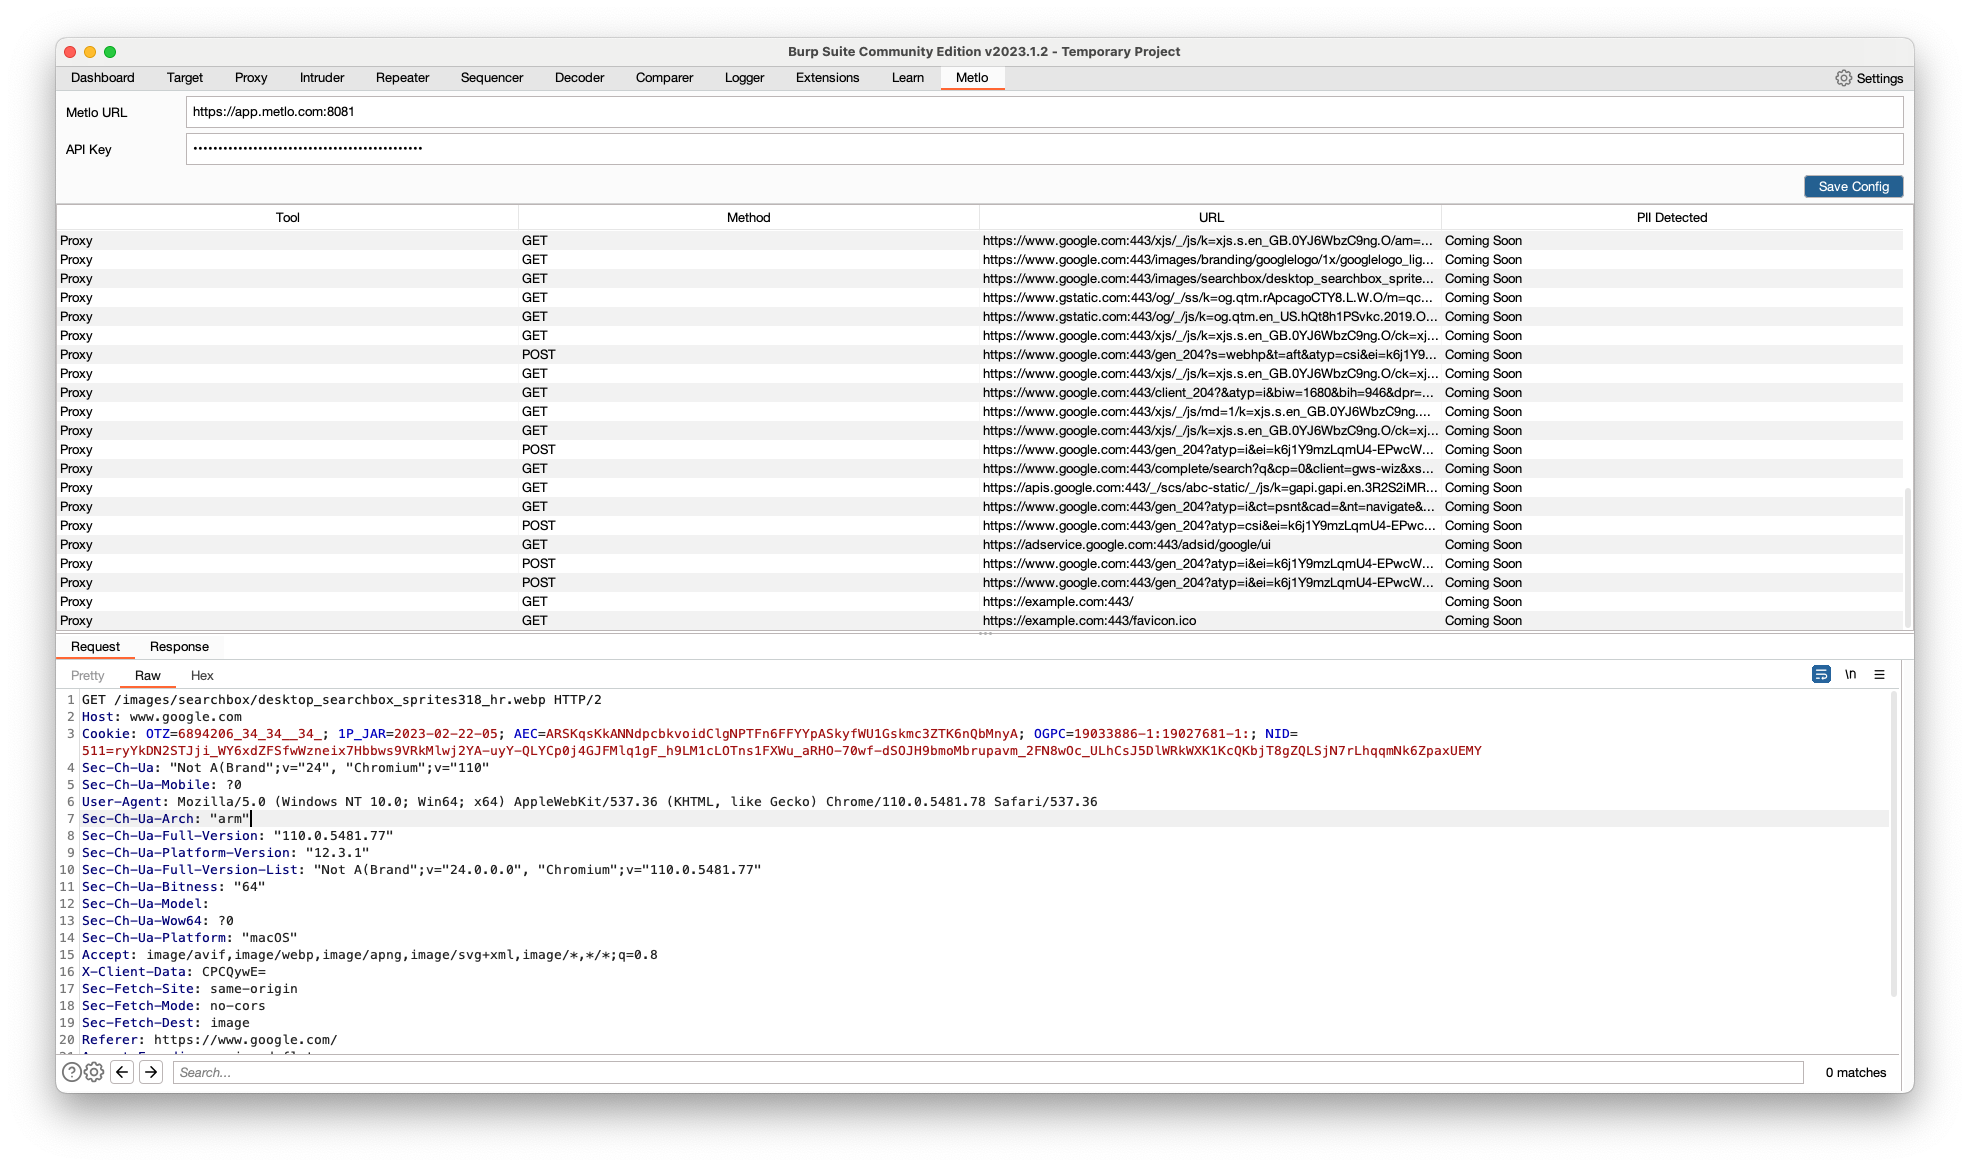 Burp Suite Community Edition v2023.1.2 - Temporary Project
Dashboard Target Proxy Intruder Repeater Sequencer Decoder Comparer Logger Extensions Learn Metlo Settings
Metlo URL https://app.metlo.com:8081
API Key ••••••••••••••••••••••••••••••••••••••••••••••
Save Config
Tool Method URL PII Detected
Proxy GET https://www.google.com:443/xjs/_/js/k=xjs.s.en_GB.0YJ6WbzC9ng.O/am=... Coming Soon
Proxy GET https://www.google.com:443/images/branding/googlelogo/1x/googlelogo_lig... Coming Soon
Proxy GET https://www.google.com:443/images/searchbox/desktop_searchbox_sprite... Coming Soon
Proxy GET https://www.gstatic.com:443/og/_/ss/k=og.qtm.rApcagoCTY8.L.W.O/m=qc... Coming Soon
Proxy GET https://www.gstatic.com:443/og/_/js/k=og.qtm.en_US.hQt8h1PSvkc.2019.O... Coming Soon
Proxy GET https://www.google.com:443/xjs/_/js/k=xjs.s.en_GB.0YJ6WbzC9ng.O/ck=xj... Coming Soon
Proxy POST https://www.google.com:443/gen_204?s=webhp&t=aft&atyp=csi&ei=k6j1Y9... Coming Soon
Proxy GET https://www.google.com:443/xjs/_/js/k=xjs.s.en_GB.0YJ6WbzC9ng.O/ck=xj... Coming Soon
Proxy GET https://www.google.com:443/client_204?&atyp=i&biw=1680&bih=946&dpr=... Coming Soon
Proxy GET https://www.google.com:443/xjs/_/js/md=1/k=xjs.s.en_GB.0YJ6WbzC9ng.... Coming Soon
Proxy GET https://www.google.com:443/xjs/_/js/k=xjs.s.en_GB.0YJ6WbzC9ng.O/ck=xj... Coming Soon
Proxy POST https://www.google.com:443/gen_204?atyp=i&ei=k6j1Y9mzLqmU4-EPwcW... Coming Soon
Proxy GET https://www.google.com:443/complete/search?q&cp=0&client=gws-wiz&xs... Coming Soon
Proxy GET https://apis.google.com:443/_/scs/abc-static/_/js/k=gapi.gapi.en.3R2S2iMR... Coming Soon
Proxy GET https://www.google.com:443/gen_204?atyp=i&ct=psnt&cad=&nt=navigate&... Coming Soon
Proxy POST https://www.google.com:443/gen_204?atyp=csi&ei=k6j1Y9mzLqmU4-EPwc... Coming Soon
Proxy GET https://adservice.google.com:443/adsid/google/ui Coming Soon
Proxy POST https://www.google.com:443/gen_204?atyp=i&ei=k6j1Y9mzLqmU4-EPwcW... Coming Soon
Proxy POST https://www.google.com:443/gen_204?atyp=i&ei=k6j1Y9mzLqmU4-EPwcW... Coming Soon
Proxy GET https://example.com:443/ Coming Soon
Proxy GET https://example.com:443/favicon.ico Coming Soon
Request Response
Pretty Raw Hex \n
1 GET /images/searchbox/desktop_searchbox_sprites318_hr.webp HTTP/2
2 Host: www.google.com
3 Cookie: OTZ=6894206_34_34__34_; 1P_JAR=2023-02-22-05; AEC=ARSKqsKkANNdpcbkvoidClgNPTFn6FFYYpASkyfWU1Gskmc3ZTK6nQbMnyA; OGPC=19033886-1:19027681-1:; NID=
511=ryYkDN2STJji_WY6xdZFSfwWzneix7Hbbws9VRkMlwj2YA-uyY-QLYCp0j4GJFMlq1gF_h9LM1cLOTns1FXWu_aRHO-70wf-dSOJH9bmoMbrupavm_2FN8wOc_ULhCsJ5DlWRkWXK1KcQKbjT8gZQLSjN7rLhqqmNk6ZpaxUEMY
4 Sec-Ch-Ua: "Not A(Brand";v="24", "Chromium";v="110"
5 Sec-Ch-Ua-Mobile: ?0
6 User-Agent: Mozilla/5.0 (Windows NT 10.0; Win64; x64) AppleWebKit/537.36 (KHTML, like Gecko) Chrome/110.0.5481.78 Safari/537.36
7 Sec-Ch-Ua-Arch: "arm"
8 Sec-Ch-Ua-Full-Version: "110.0.5481.77"
9 Sec-Ch-Ua-Platform-Version: "12.3.1"
10 Sec-Ch-Ua-Full-Version-List: "Not A(Brand";v="24.0.0.0", "Chromium";v="110.0.5481.77"
11 Sec-Ch-Ua-Bitness: "64"
12 Sec-Ch-Ua-Model:
13 Sec-Ch-Ua-Wow64: ?0
14 Sec-Ch-Ua-Platform: "macOS"
15 Accept: image/avif,image/webp,image/apng,image/svg+xml,image/*,*/*;q=0.8
16 X-Client-Data: CPCQywE=
17 Sec-Fetch-Site: same-origin
18 Sec-Fetch-Mode: no-cors
19 Sec-Fetch-Dest: image
20 Referer: https://www.google.com/
Search... 0 matches